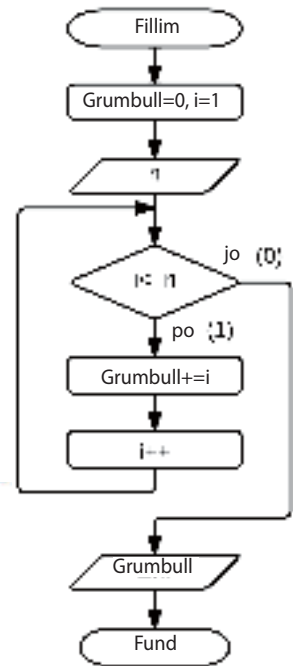 Fillim
Grumbull=0, i=1
jo (0)
po (1)
Grumbull+=i
i++
Grumbull
Fund